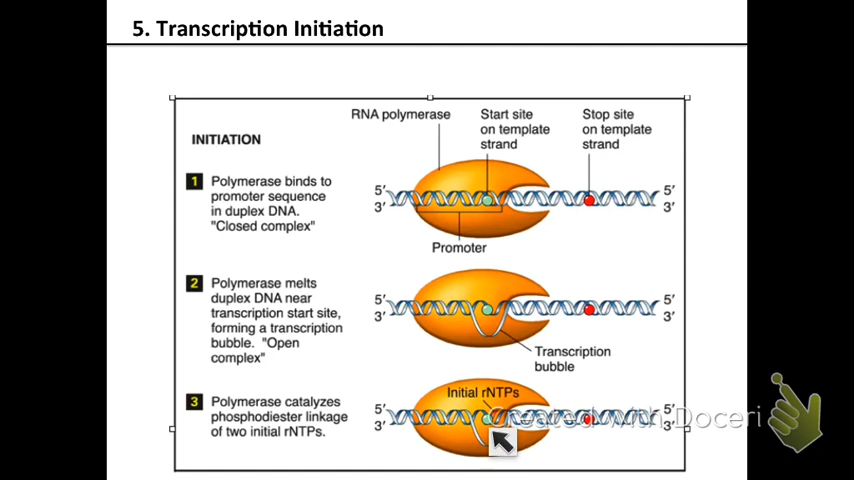 5. Transcription Initiation
RNA polymerase
Start site
on template
strand
Stop site
on template
strand
INITIATION
1 Polymerase binds to
promoter sequence
in duplex DNA.
"Closed complex"
5′
3′
5′
3′
Promoter
2 Polymerase melts
duplex DNA near
transcription start site,
forming a transcription
bubble. "Open
complex"
5′
3′
5′
3′
Transcription
bubble
3 Polymerase catalyzes
phosphodiester linkage
of two initial rNTPs.
Initial rNTPs
5′
3′
5′
3′
Created with Doceri